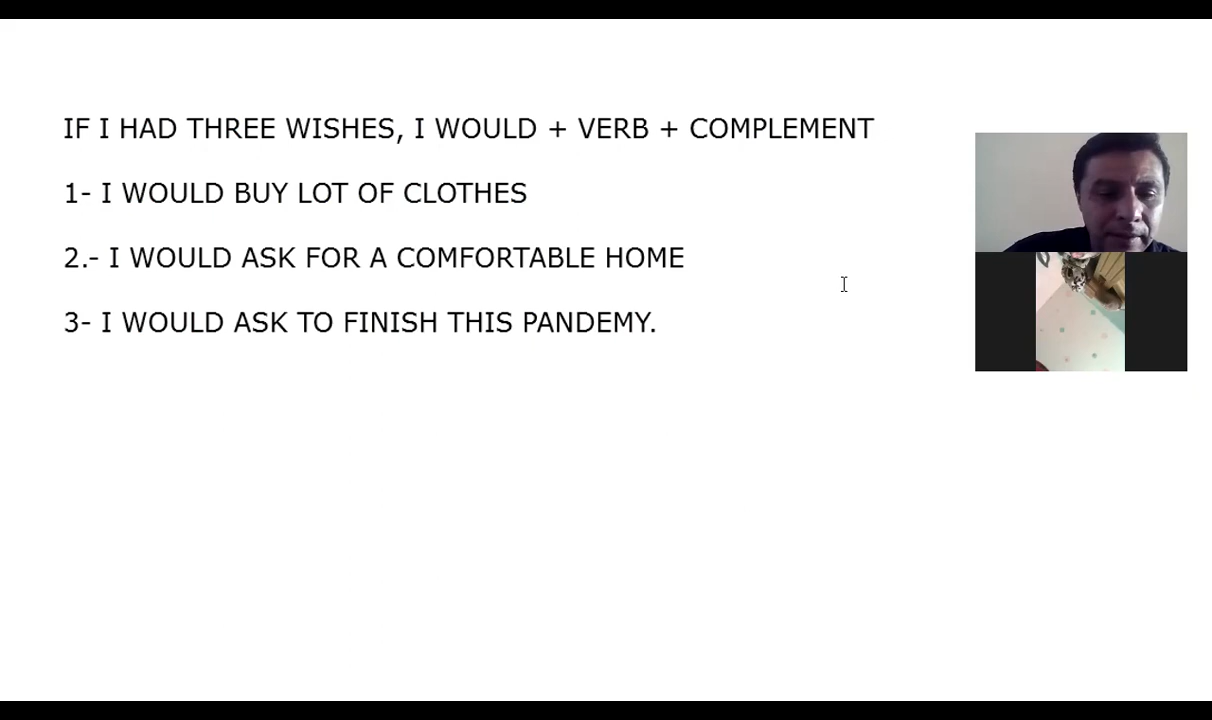 IF I HAD THREE WISHES, I WOULD + VERB + COMPLEMENT
1- I WOULD BUY LOT OF CLOTHES
2.- I WOULD ASK FOR A COMFORTABLE HOME
3- I WOULD ASK TO FINISH THIS PANDEMY.